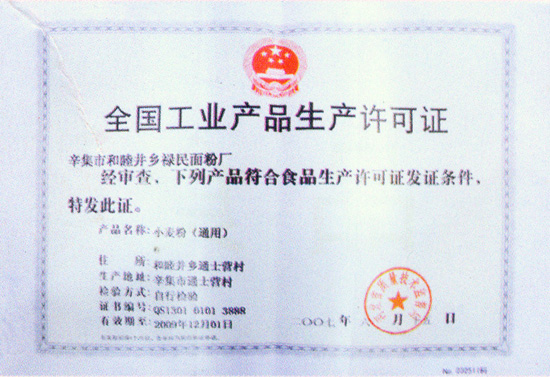 全国工业产品生产许可证
辛集市和睦井乡禄民面粉厂
经审查、下列产品符合食品生产许可证发证条件、
特发此证。
产品名称：小麦粉（通用）
住 所：和睦井乡通士营村
生产地址：辛集市通士营村
检验方式：自行检验
证书编号：QS1301 0101 3888
有效期至：2009年12月01日
二〇〇七年 月 日